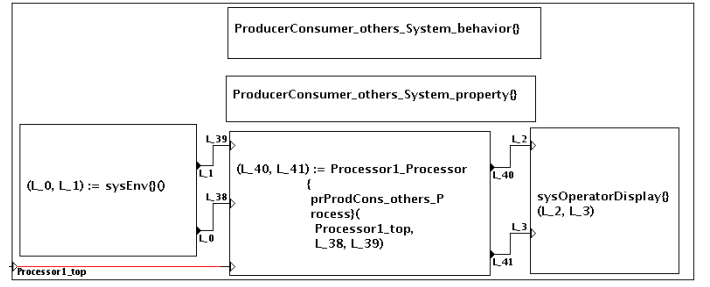 ProducerConsumer_others_System_behavior{}
ProducerConsumer_others_System_property{}
(L_0, L_1) := sysEnv{}()
L_39
L_1
L_38
L_0
Processor1_top
(L_40, L_41) := Processor1_Processor
{
prProdCons_others_P
rocess}(
Processor1_top,
L_38, L_39)
L_2
L_40
L_3
L_41
sysOperatorDisplay{}
(L_2, L_3)